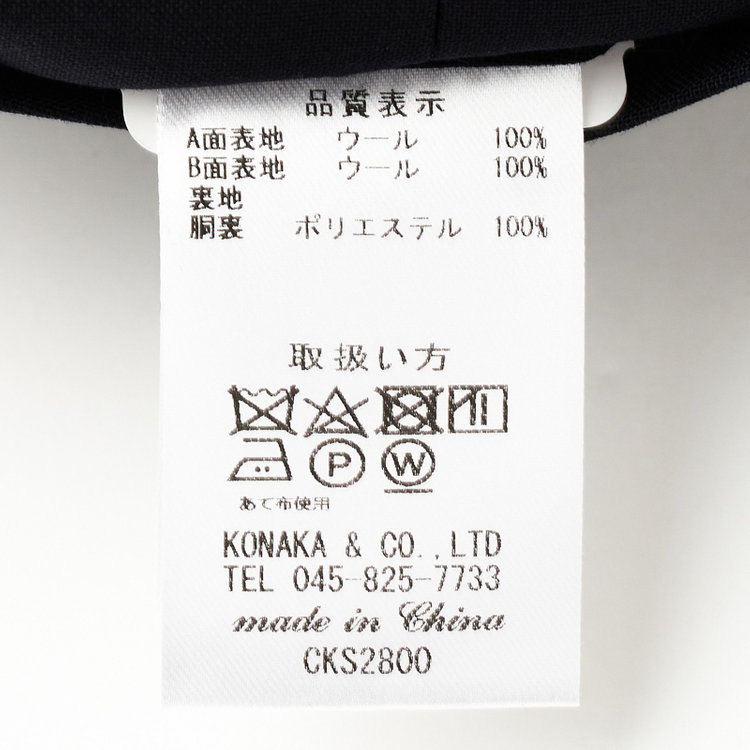 品質表示
A面表地 ウール 100%
B面表地 ウール 100%
裏地
胴裏 ポリエステル 100%
取扱い方
P W
あて布使用
KONAKA & CO.,LTD
TEL 045-825-7733
made in China
CKS2800